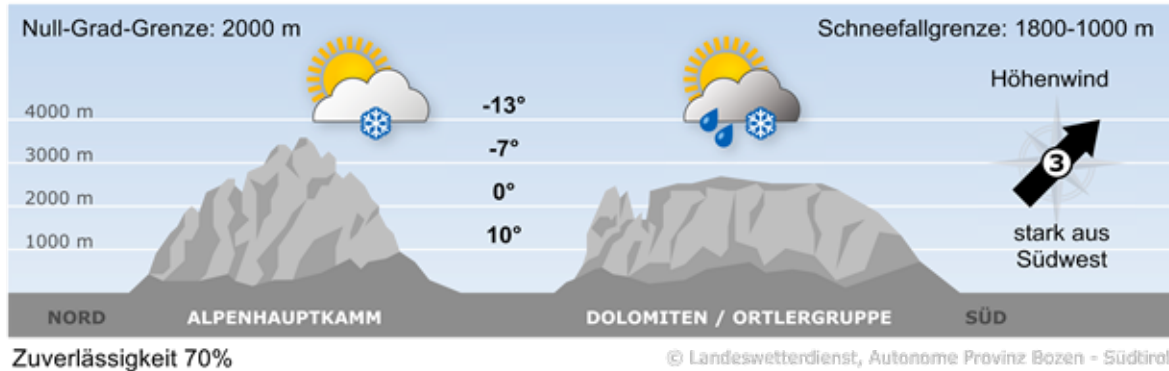 Null-Grad-Grenze: 2000 m
Schneefallgrenze: 1800-1000 m
Höhenwind
4000 m
-13°
3000 m
-7°
3
2000 m
0°
1000 m
10°
stark aus
Südwest
NORD
ALPENHAUPTKAMM
DOLOMITEN / ORTLERGRUPPE
SÜD
Zuverlässigkeit 70%
© Landeswetterdienst, Autonome Provinz Bozen - Südtirol